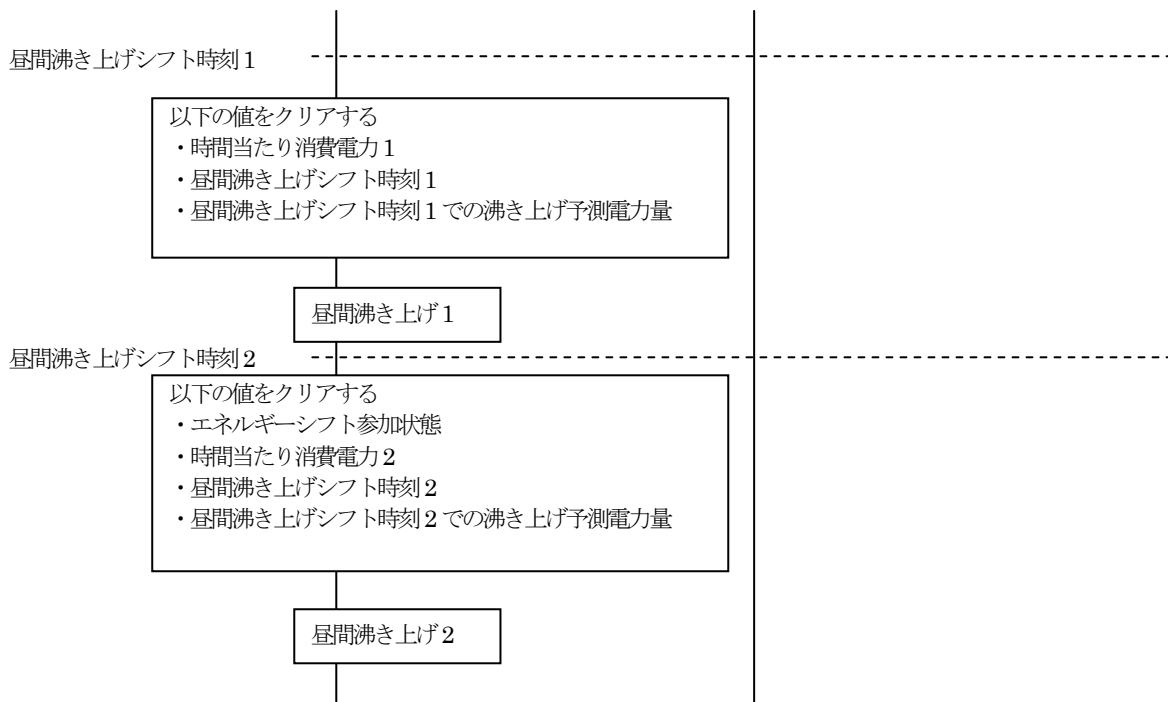 昼間沸き上げシフト時刻1
以下の値をクリアする
・時間当たり消費電力1
・昼間沸き上げシフト時刻1
・昼間沸き上げシフト時刻1での沸き上げ予測電力量
昼間沸き上げ1
昼間沸き上げシフト時刻2
以下の値をクリアする
・エネルギーシフト参加状態
・時間当たり消費電力2
・昼間沸き上げシフト時刻2
・昼間沸き上げシフト時刻2での沸き上げ予測電力量
昼間沸き上げ2